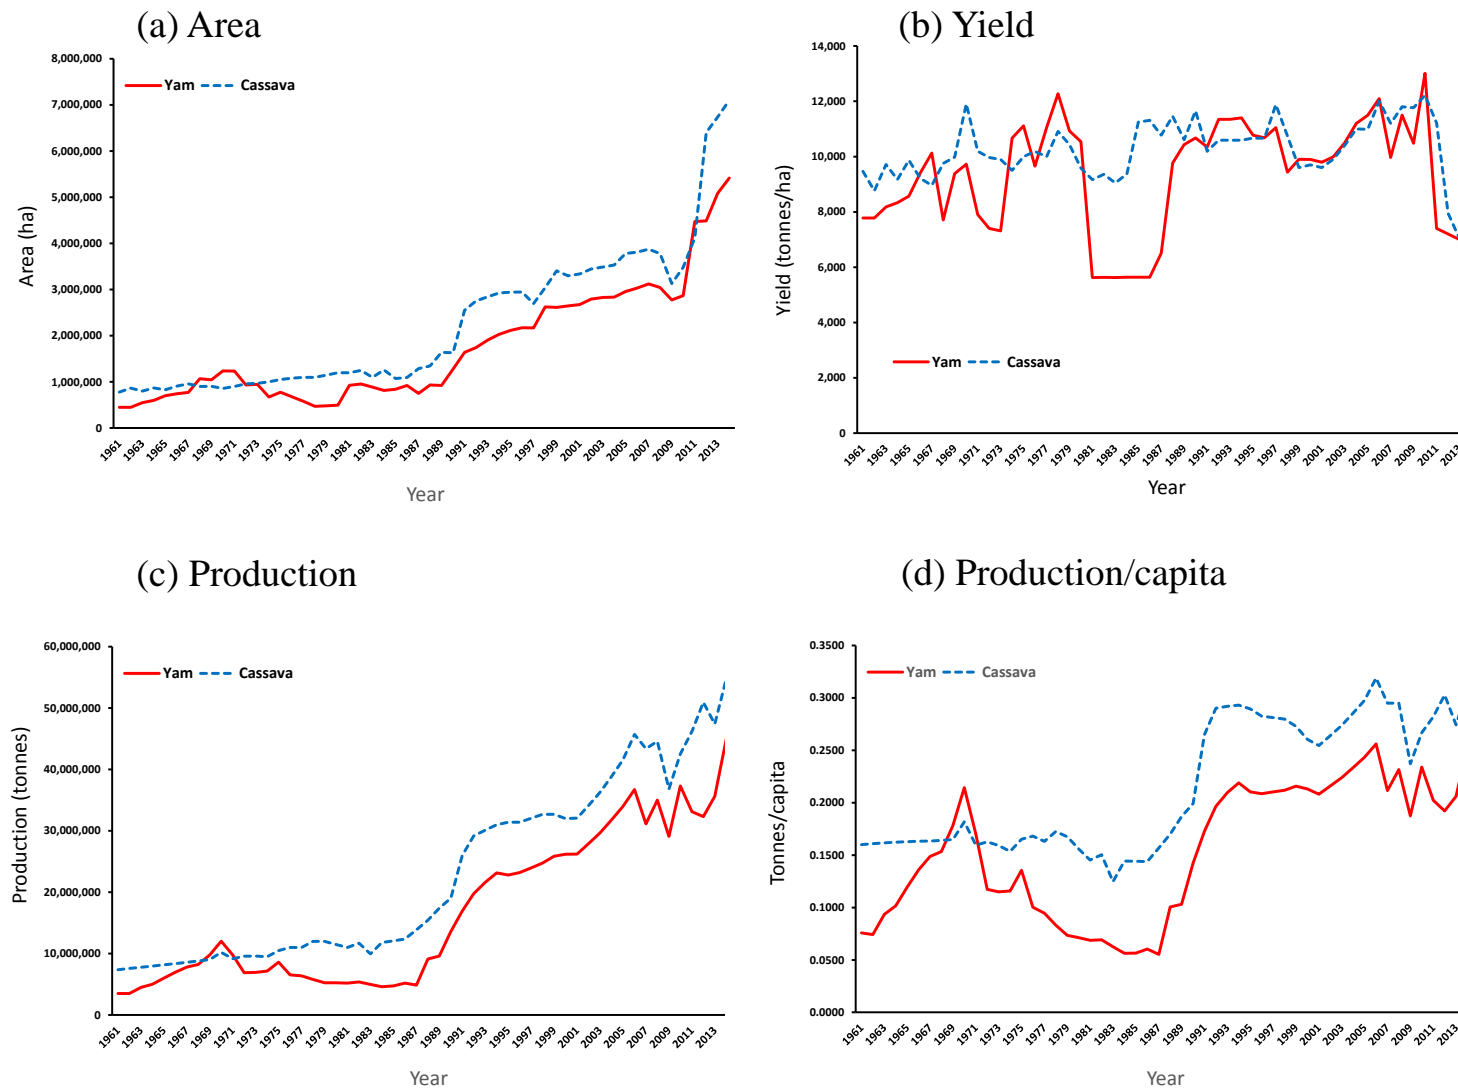 (a) Area
8,000,000
7,000,000
6,000,000
5,000,000
4,000,000
3,000,000
2,000,000
1,000,000
0
Area (ha)
Yam Cassava
1961 1963 1965 1967 1969 1971 1973 1975 1977 1979 1981 1983 1985 1987 1989 1991 1993 1995 1997 1999 2001 2003 2005 2007 2009 2011 2013
Year
(b) Yield
14,000
12,000
10,000
8,000
6,000
4,000
2,000
0
Yield (tonnes/ha)
Yam Cassava
1961 1963 1965 1967 1969 1971 1973 1975 1977 1979 1981 1983 1985 1987 1989 1991 1993 1995 1997 1999 2001 2003 2005 2007 2009 2011 2013
Year
(c) Production
60,000,000
50,000,000
40,000,000
30,000,000
20,000,000
10,000,000
0
Production (tonnes)
Yam Cassava
1961 1963 1965 1967 1969 1971 1973 1975 1977 1979 1981 1983 1985 1987 1989 1991 1993 1995 1997 1999 2001 2003 2005 2007 2009 2011 2013
Year
(d) Production/capita
0.3500
0.3000
0.2500
0.2000
0.1500
0.1000
0.0500
0.0000
Tonnes/capita
Yam Cassava
1961 1963 1965 1967 1969 1971 1973 1975 1977 1979 1981 1983 1985 1987 1989 1991 1993 1995 1997 1999 2001 2003 2005 2007 2009 2011 2013
Year